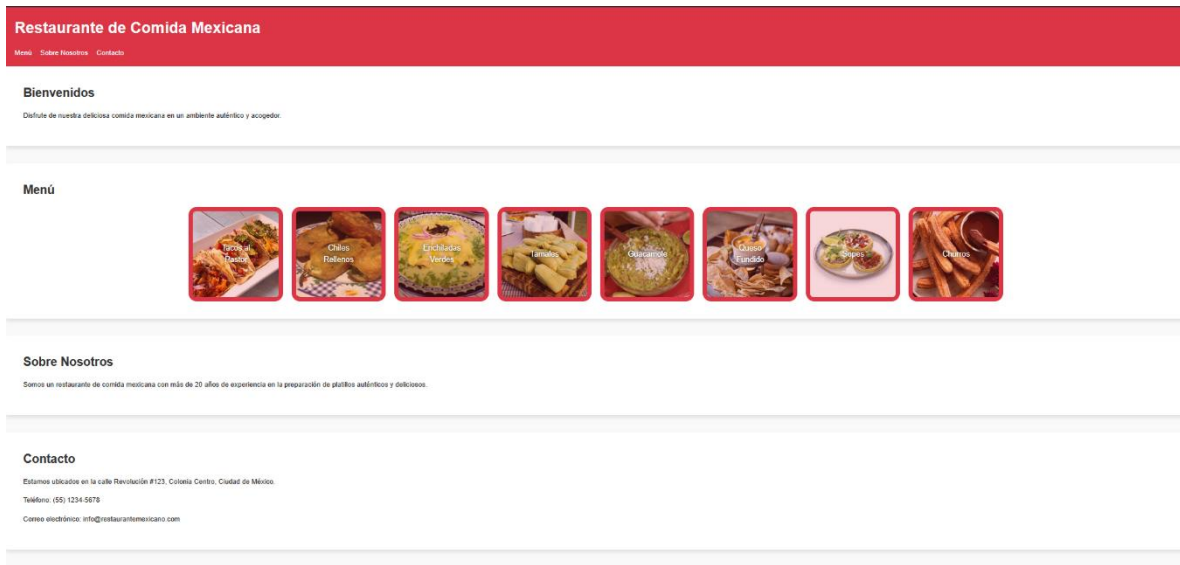 Restaurante de Comida Mexicana
Menú Sobre Nosotros Contacto
Bienvenidos
Disfrute de nuestra deliciosa comida mexicana en un ambiente auténtico y acogedor.
Menú
Tacos al
Pastor
Chiles
Rellenos
Enchiladas
Verdes
Tamales
Guacamole
Queso
Fundido
Sopes
Churros
Sobre Nosotros
Somos un restaurante de comida mexicana con más de 20 años de experiencia en la preparación de platillos auténticos y deliciosos.
Contacto
Estamos ubicados en la calle Revolución #123, Colonia Centro, Ciudad de México.
Teléfono: (55) 1234-5678
Correo electrónico: info@restaurantemexicano.com